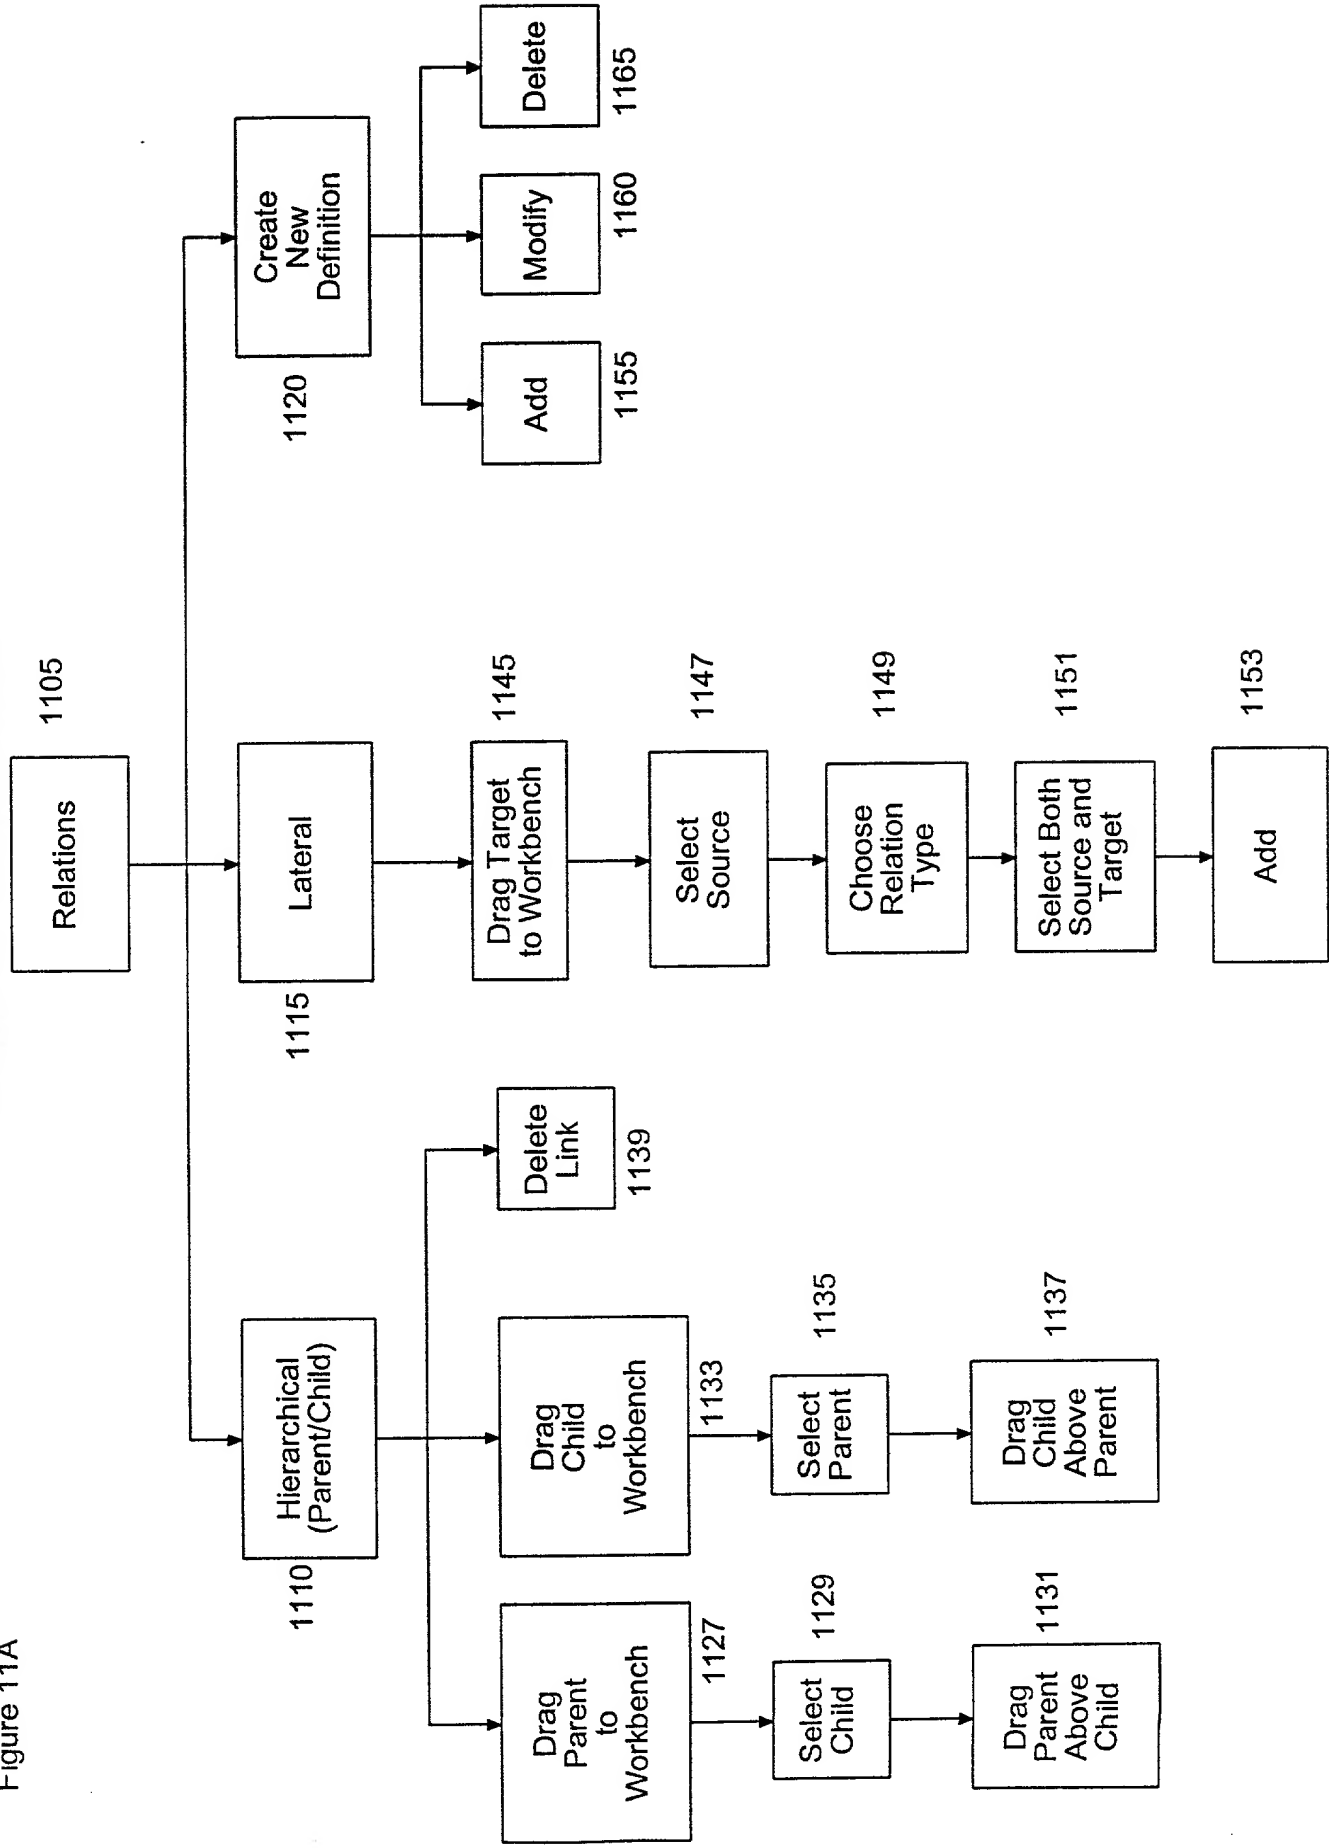 Figure 11A
Relations
1105
Hierarchical
(Parent/Child)
1110
Lateral
1115
Create
New
Definition
1120
Drag
Parent
to
Workbench
1127
Drag
Child
to
Workbench
1133
Delete
Link
1139
Drag Target
to Workbench
1145
Add
1155
Modify
1160
Delete
1165
Select
Child
1129
Select
Parent
1135
Select
Source
1147
Drag
Parent
Above
Child
1131
Drag
Child
Above
Parent
1137
Choose
Relation
Type
1149
Select Both
Source and
Target
1151
Add
1153